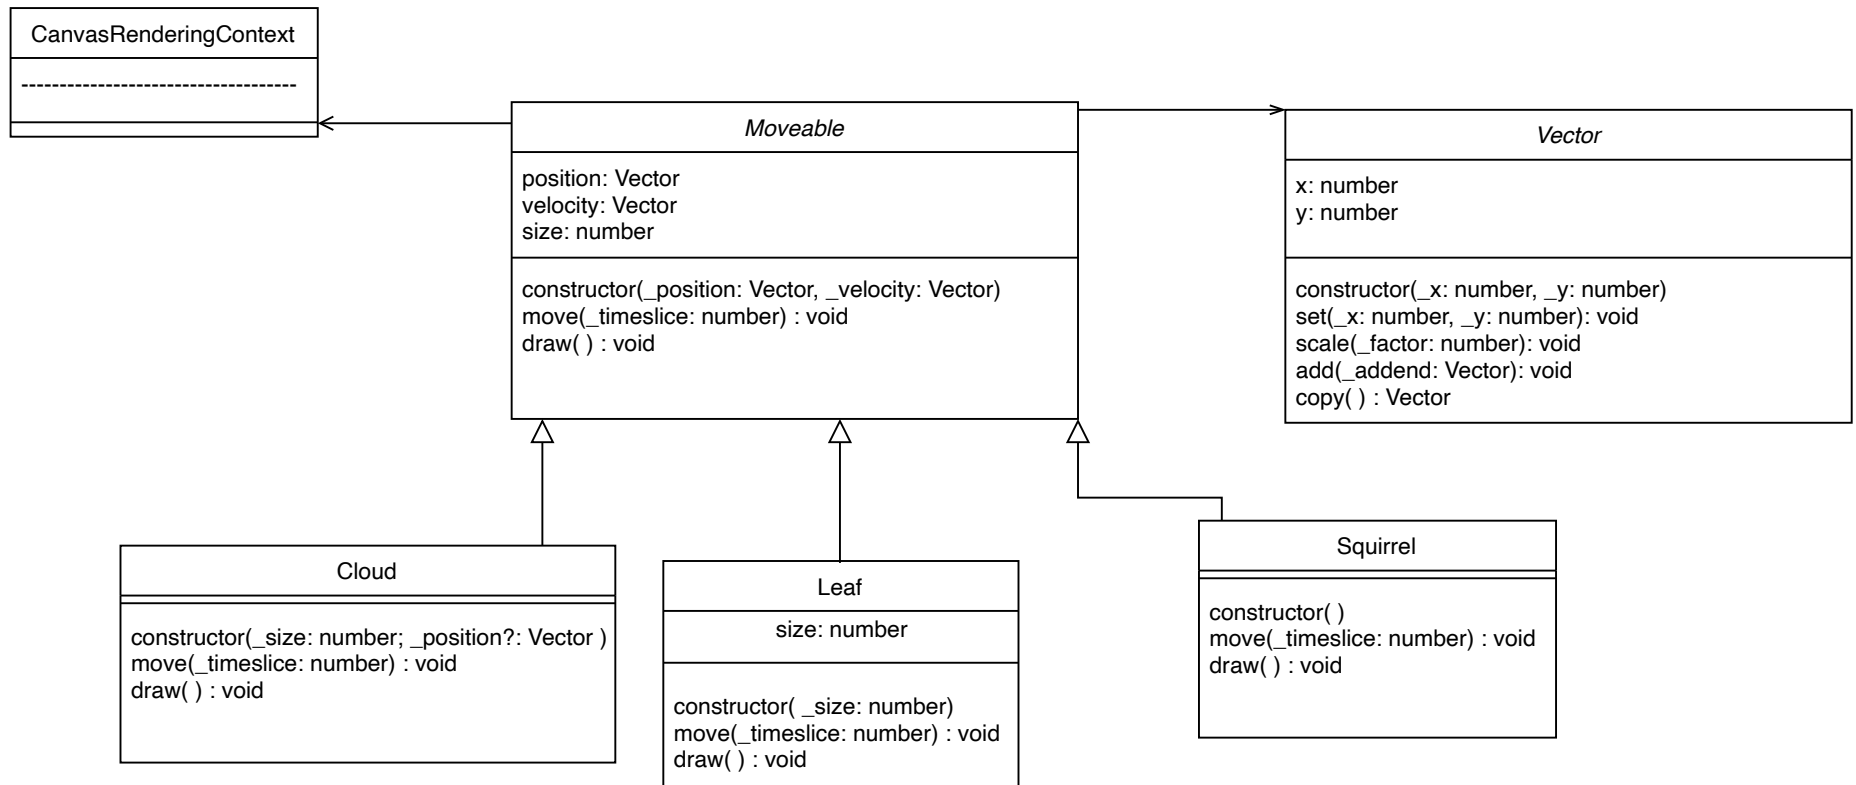 CanvasRenderingContext
------------------------------------
Moveable
position: Vector
velocity: Vector
size: number
constructor(_position: Vector, _velocity: Vector)
move(_timeslice: number) : void
draw( ) : void
Vector
x: number
y: number
constructor(_x: number, _y: number)
set(_x: number, _y: number): void
scale(_factor: number): void
add(_addend: Vector): void
copy( ) : Vector
Cloud
constructor(_size: number; _position?: Vector )
move(_timeslice: number) : void
draw( ) : void
Leaf
size: number
constructor( _size: number)
move(_timeslice: number) : void
draw( ) : void
Squirrel
constructor( )
move(_timeslice: number) : void
draw( ) : void